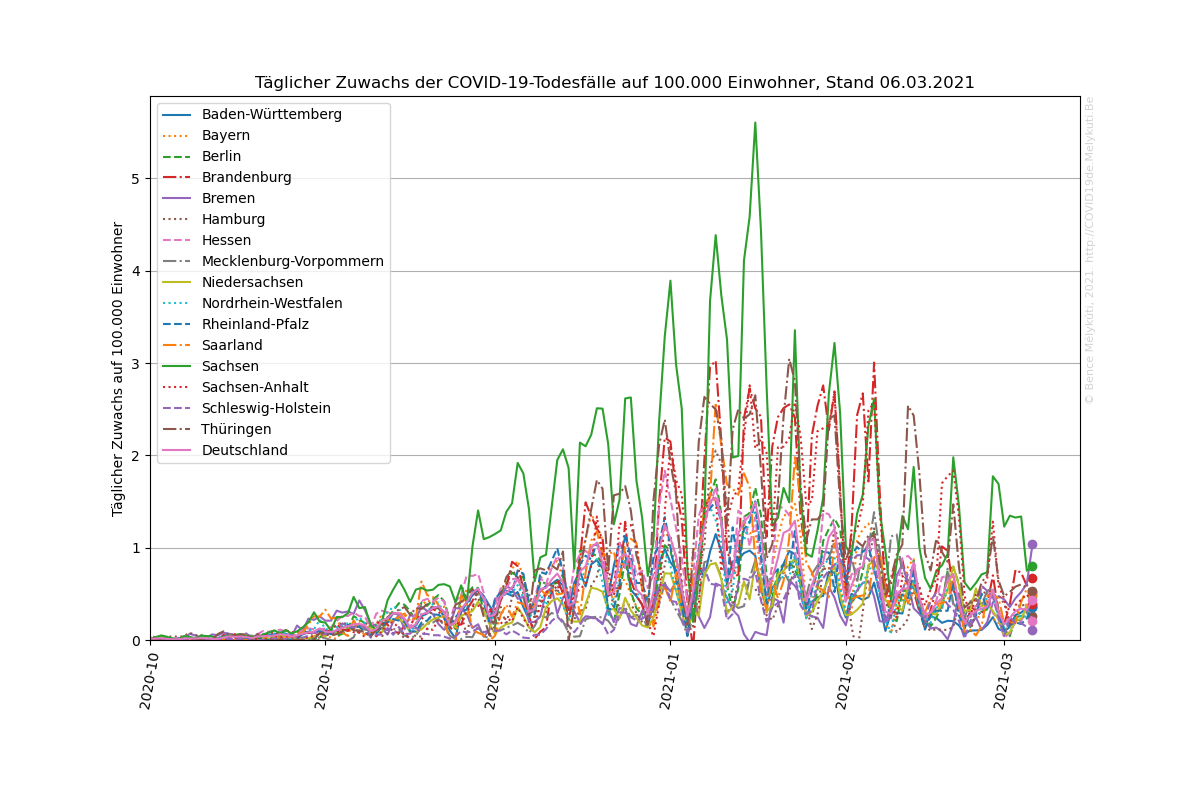 Täglicher Zuwachs der COVID-19-Todesfälle auf 100.000 Einwohner, Stand 06.03.2021
Täglicher Zuwachs auf 100.000 Einwohner
5
4
3
2
1
0
Baden-Württemberg
Bayern
Berlin
Brandenburg
Bremen
Hamburg
Hessen
Mecklenburg-Vorpommern
Niedersachsen
Nordrhein-Westfalen
Rheinland-Pfalz
Saarland
Sachsen
Sachsen-Anhalt
Schleswig-Holstein
Thüringen
Deutschland
2020-10
2020-11
2020-12
2021-01
2021-02
2021-03
© Bence Mélykúti, 2021. http://COVID19de.Melykuti.Be